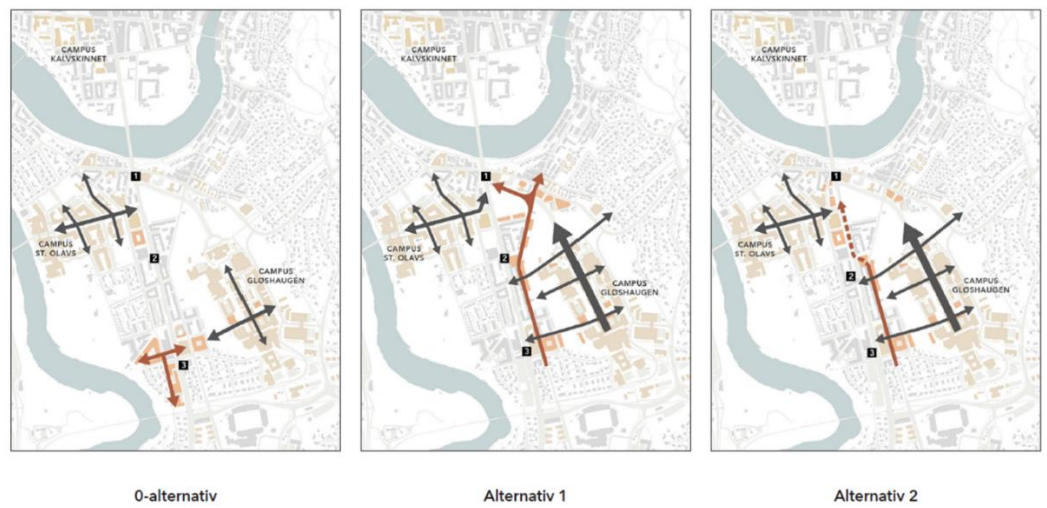 CAMPUS
KALVSKINNET
1
CAMPUS
ST. OLAVS
2
CAMPUS
GLØSHAUGEN
3
0-alternativ
CAMPUS
KALVSKINNET
1
CAMPUS
ST. OLAVS
2
CAMPUS
GLØSHAUGEN
3
Alternativ 1
CAMPUS
KALVSKINNET
1
CAMPUS
ST. OLAVS
2
CAMPUS
GLØSHAUGEN
3
Alternativ 2